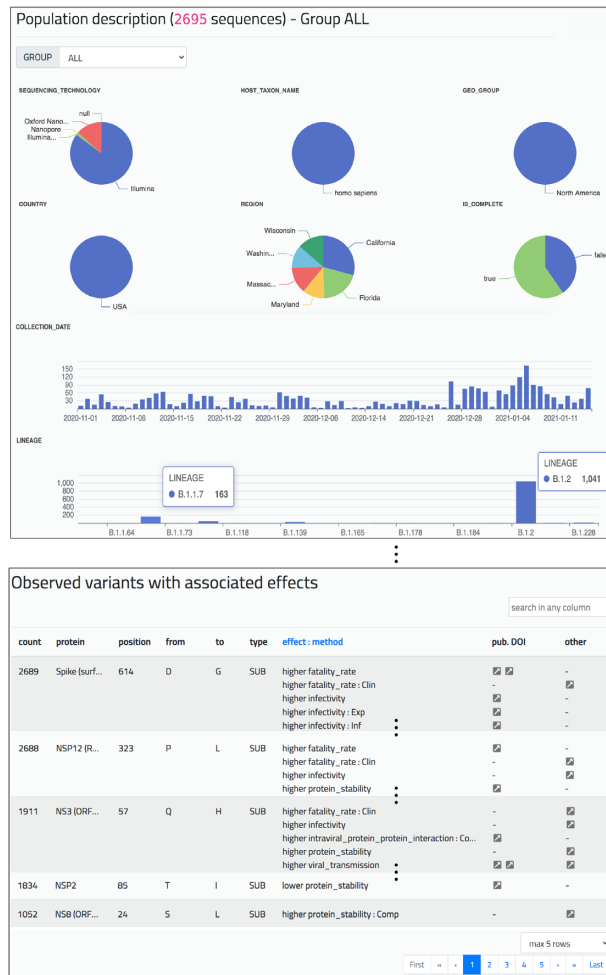 Population description (2695 sequences) - Group ALL
GROUP ALL
SEQUENCING_TECHNOLOGY HOST_TAXON_NAME GEO_GROUP
null
Oxford Nano...
Nanopore
Illumina...
Illumina
homo sapiens
North America
COUNTRY REGION IS_COMPLETE
USA
Wisconsin
California
Washin...
Massac...
Maryland
Florida
false
true
COLLECTION_DATE
150
120
90
60
30
2020-11-01 2020-11-08 2020-11-15 2020-11-22 2020-11-29 2020-12-06 2020-12-14 2020-12-21 2020-12-28 2021-01-04 2021-01-11
LINEAGE
LINEAGE
B.1.1.7 163
LINEAGE
B.1.2 1,041
1,000
800
600
400
200
B.1.1.64 B.1.1.73 B.1.118 B.1.139 B.1.165 B.1.178 B.1.184 B.1.2 B.1.228
Observed variants with associated effects
search in any column
count protein position from to type effect : method pub. DOI other
2689 Spike (surf... 614 D G SUB higher fatality_rate -
higher fatality_rate : Clin -
higher infectivity -
higher infectivity : Exp -
higher infectivity : Inf -
2688 NSP12 (R... 323 P L SUB higher fatality_rate -
higher fatality_rate : Clin -
higher infectivity -
higher protein_stability -
1911 NS3 (ORF... 57 Q H SUB higher fatality_rate : Clin -
higher infectivity -
higher intraviral_protein_protein_interaction : Co... -
higher protein_stability -
higher viral_transmission
1834 NSP2 85 T I SUB lower protein_stability -
1052 NS8 (ORF... 24 S L SUB higher protein_stability : Comp -
max 5 rows
First « ‹ 1 2 3 4 5 › » Last